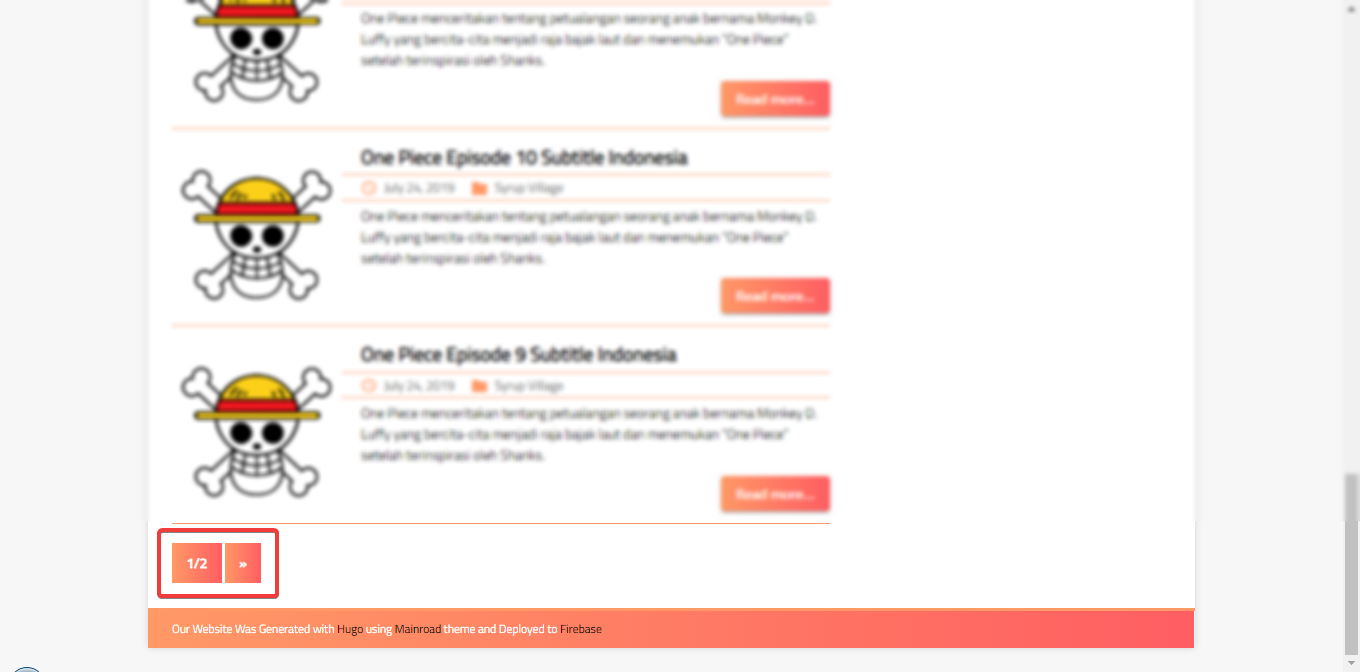 One Piece menceritakan tentang petualangan seorang anak bernama Monkey D.
Luffy yang bercita-cita menjadi raja bajak laut dan menemukan "One Piece"
setelah terinspirasi oleh Shanks.
Read more...
One Piece Episode 10 Subtitle Indonesia
July 24, 2019 Syrup Village
One Piece menceritakan tentang petualangan seorang anak bernama Monkey D.
Luffy yang bercita-cita menjadi raja bajak laut dan menemukan "One Piece"
setelah terinspirasi oleh Shanks.
Read more...
One Piece Episode 9 Subtitle Indonesia
July 24, 2019 Syrup Village
One Piece menceritakan tentang petualangan seorang anak bernama Monkey D.
Luffy yang bercita-cita menjadi raja bajak laut dan menemukan "One Piece"
setelah terinspirasi oleh Shanks.
Read more...
1/2 »
Our Website Was Generated with Hugo using Mainroad theme and Deployed to Firebase